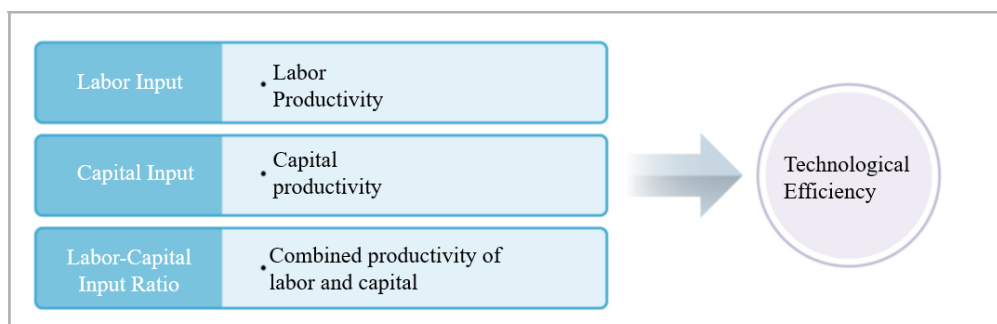 Labor Input
• Labor
Productivity
Capital Input
• Capital
productivity
Labor-Capital
Input Ratio
• Combined productivity of
labor and capital
Technological
Efficiency